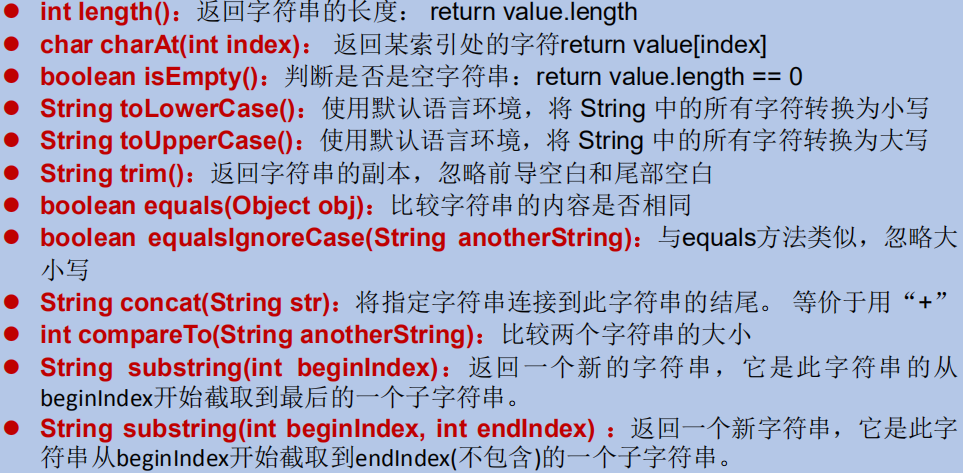 ● int length()：返回字符串的长度： return value.length
● char charAt(int index)： 返回某索引处的字符return value[index]
● boolean isEmpty()：判断是否是空字符串：return value.length == 0
● String toLowerCase()：使用默认语言环境，将 String 中的所有字符转换为小写
● String toUpperCase()：使用默认语言环境，将 String 中的所有字符转换为大写
● String trim()：返回字符串的副本，忽略前导空白和尾部空白
● boolean equals(Object obj)：比较字符串的内容是否相同
● boolean equalsIgnoreCase(String anotherString)：与equals方法类似，忽略大
小写
● String concat(String str)：将指定字符串连接到此字符串的结尾。 等价于用“+”
● int compareTo(String anotherString)：比较两个字符串的大小
● String substring(int beginIndex)：返回一个新的字符串，它是此字符串的从
beginIndex开始截取到最后的一个子字符串。
● String substring(int beginIndex, int endIndex) ：返回一个新字符串，它是此字
符串从beginIndex开始截取到endIndex(不包含)的一个子字符串。